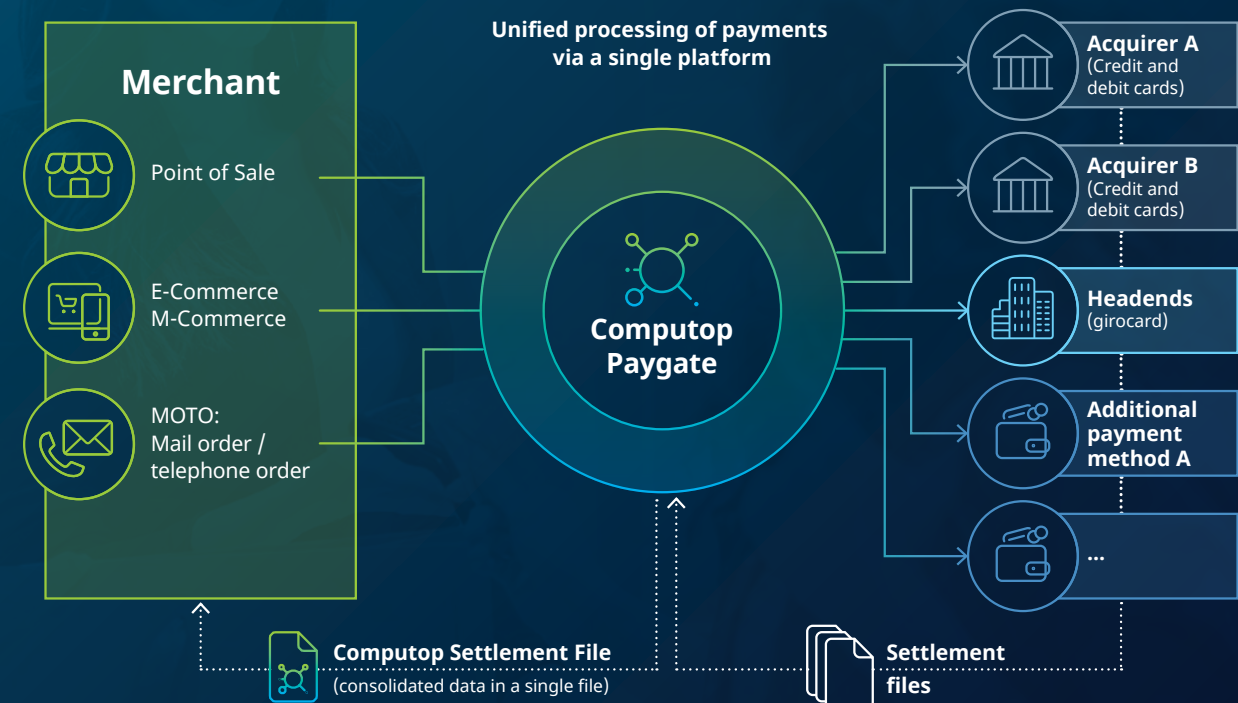 Unified processing of payments
via a single platform
Merchant
Point of Sale
E-Commerce
M-Commerce
MOTO:
Mail order /
telephone order
Computop
Paygate
Acquirer A
(Credit and
debit cards)
Acquirer B
(Credit and
debit cards)
Headends
(girocard)
Additional
payment
method A
...
Computop Settlement File
(consolidated data in a single file)
Settlement
files